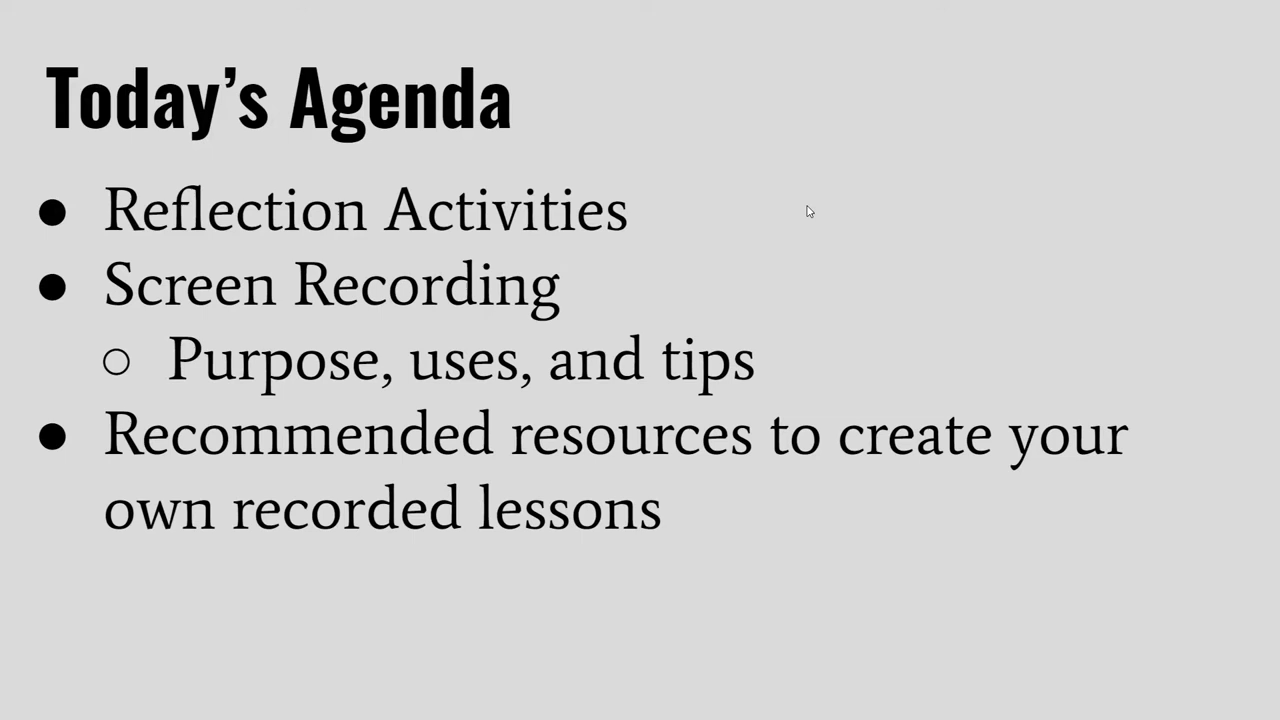 Today’s Agenda
● Reflection Activities
● Screen Recording
○ Purpose, uses, and tips
● Recommended resources to create your
own recorded lessons